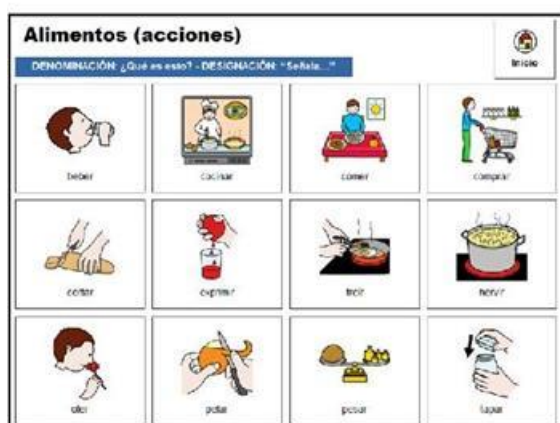 Alimentos (acciones)
DENOMINACIÓN: ¿Qué es esto? - DESIGNACIÓN: "Señala..."
Inicio
beber
cocinar
comer
comprar
cortar
exprimir
freír
hervir
oler
pelar
pesar
tapar